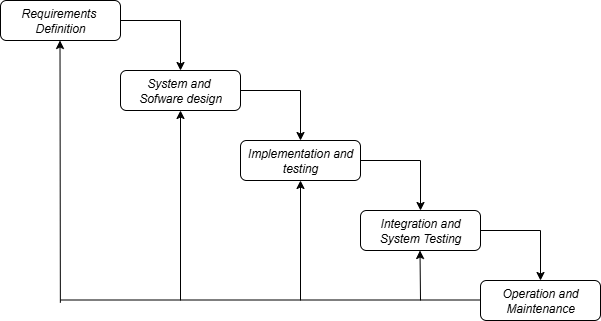 Requirements
Definition
System and
Sofware design
Implementation and
testing
Integration and
System Testing
Operation and
Maintenance